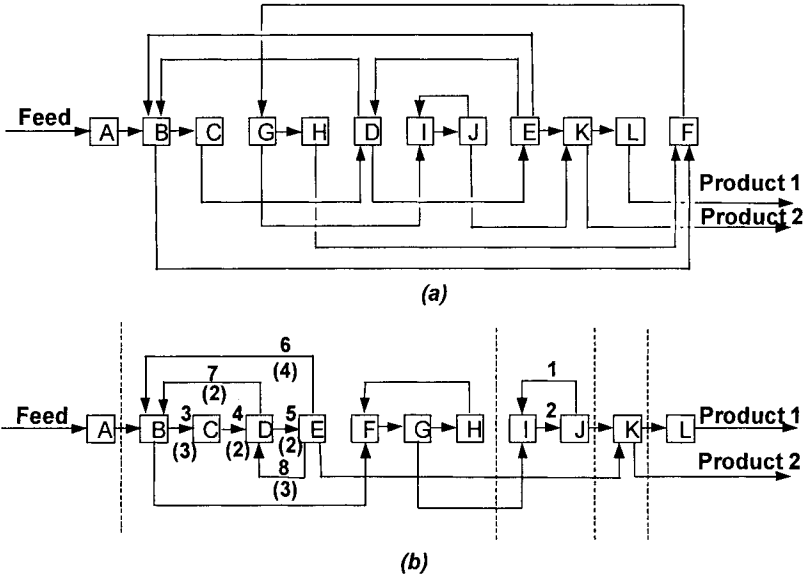 Feed A B C G H D I J E K L F
Product 1
Product 2
(a)
6
(4)
7
(2)
1
Feed A B 3 C 4 D 5 E F G H I 2 J K L Product 1
(3) (2) (2)
8
(3)
Product 2
(b)